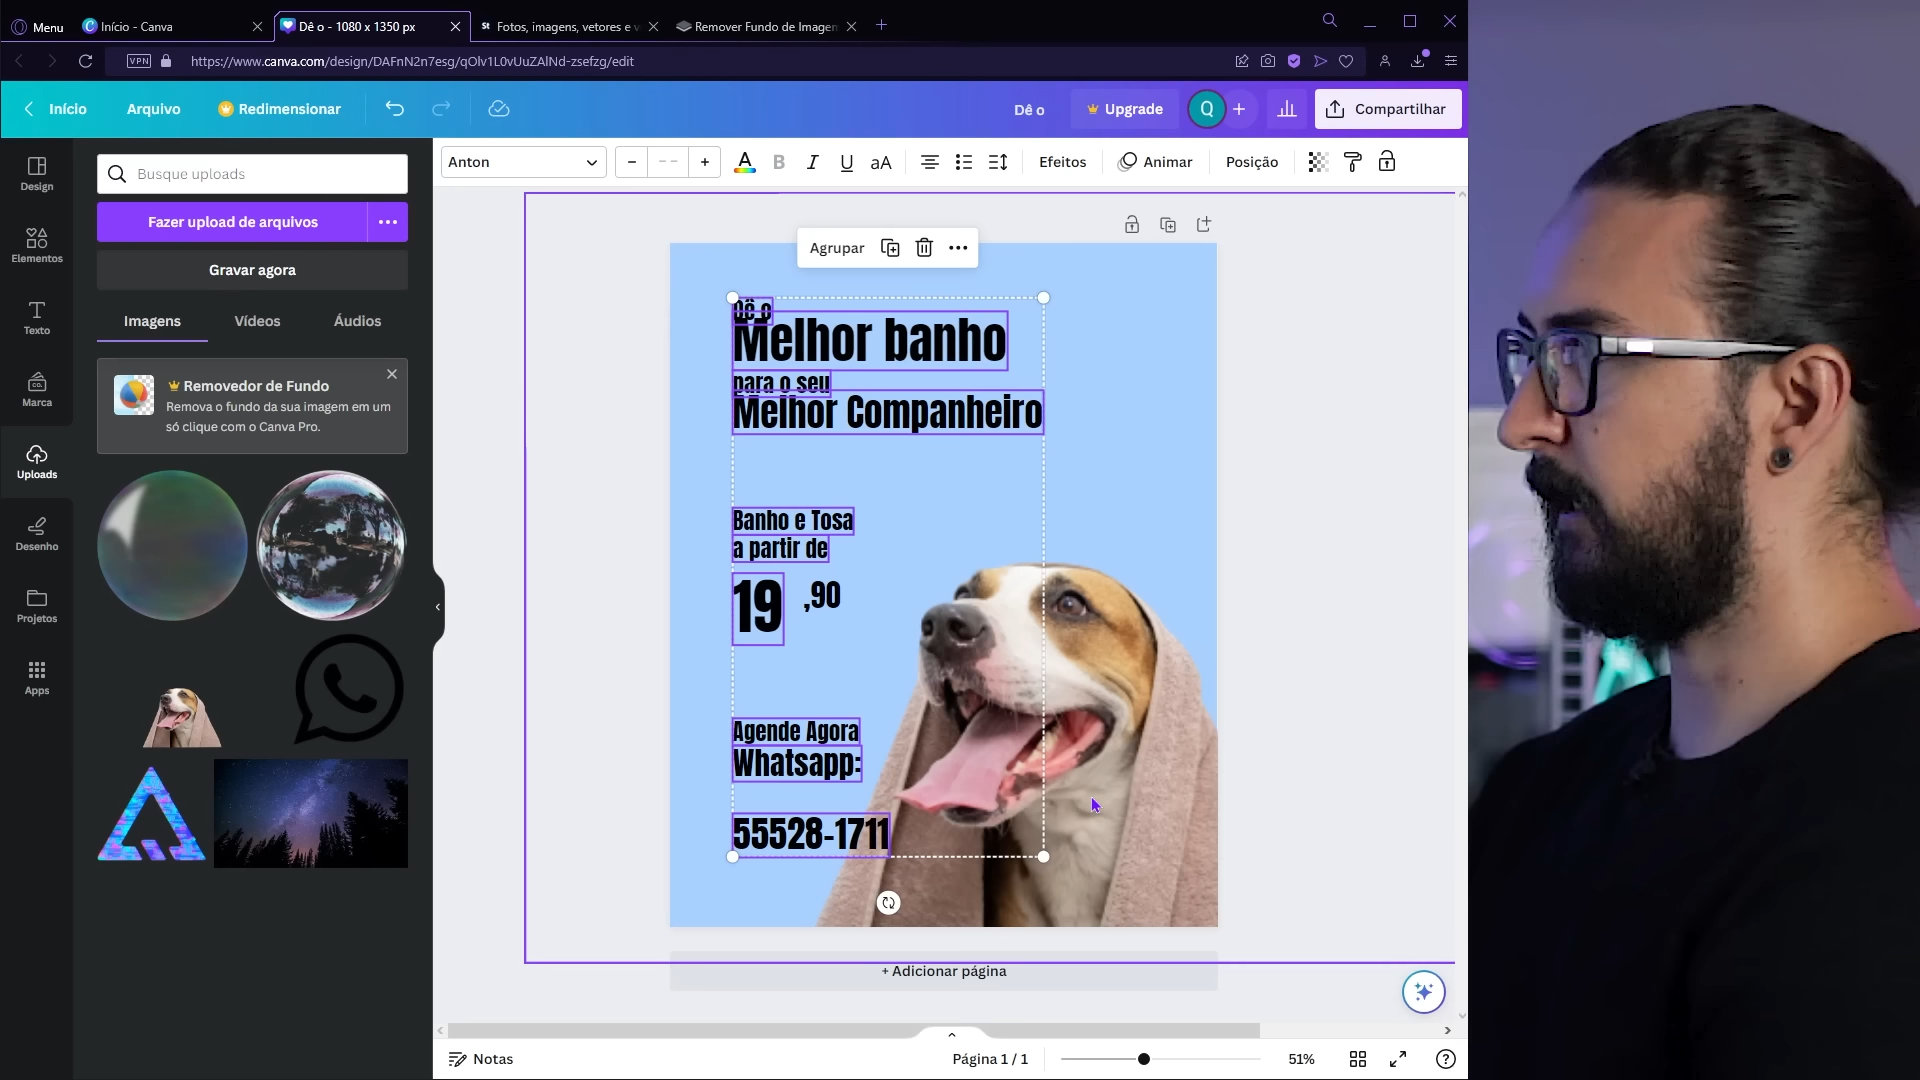 Menu
Início - Canva
Dê o - 1080 x 1350 px
St Fotos, imagens, vetores e v
Remover Fundo de Imagen
VPN
https://www.canva.com/design/DAFnN2n7esg/qOlv1L0vUuZAlNd-zsefzg/edit
Início
Arquivo
Redimensionar
Dê o
Upgrade
Q
Compartilhar
Design
Elementos
Texto
Marca
Uploads
Desenho
Projetos
Apps
Busque uploads
Fazer upload de arquivos
Gravar agora
Imagens
Vídeos
Áudios
Removedor de Fundo
Remova o fundo da sua imagem em um
só clique com o Canva Pro.
Anton
B I U aA
Efeitos
Animar
Posição
Agrupar
Dê o
Melhor banho
para o seu
Melhor Companheiro
Banho e Tosa
a partir de
19 ,90
Agende Agora
Whatsapp:
55528-1711
+ Adicionar página
Notas
Página 1 / 1
51%